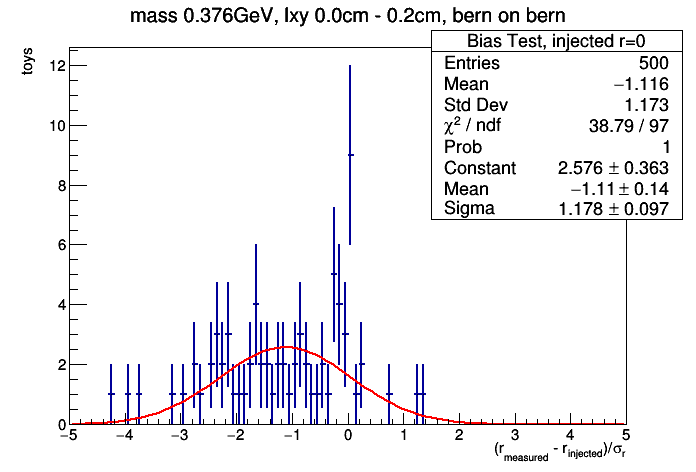 mass 0.376GeV, lxy 0.0cm - 0.2cm, bern on bern
toys
Bias Test, injected r=0
Entries 500
Mean −1.116
Std Dev 1.173
χ² / ndf 38.79 / 97
Prob 1
Constant 2.576 ± 0.363
Mean −1.11 ± 0.14
Sigma 1.178 ± 0.097
12
10
8
6
4
2
0
−5 −4 −3 −2 −1 0 1 2 3 4 5
(r_measured - r_injected)/σ_r